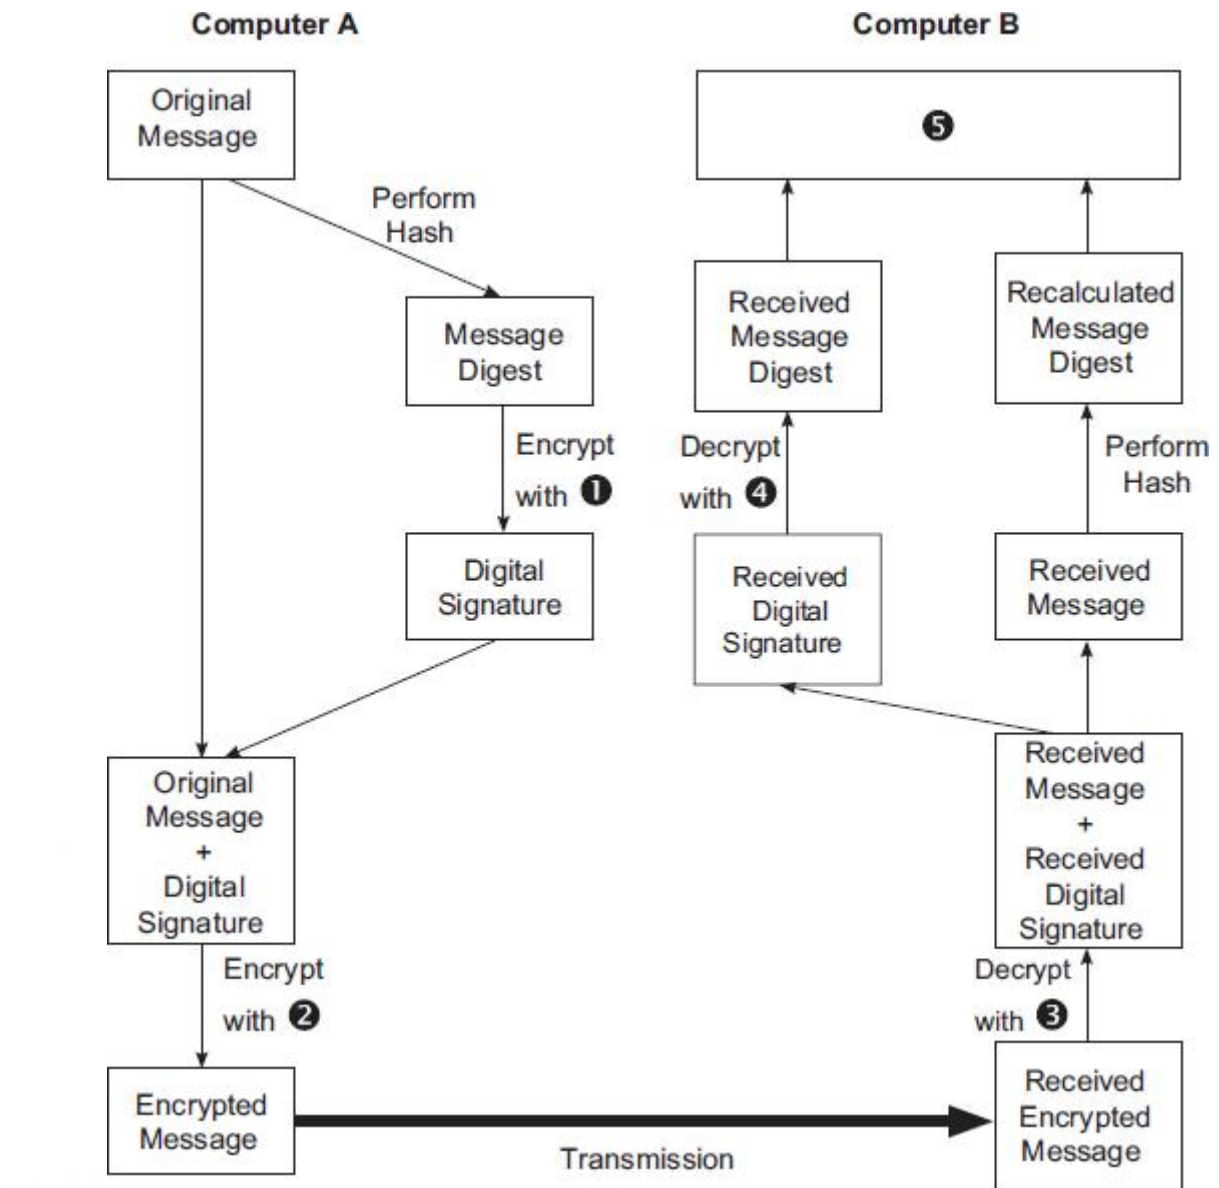 Computer A
Original
Message
Perform
Hash
Message
Digest
Encrypt
with ❶
Digital
Signature
Original
Message
+
Digital
Signature
Encrypt
with ❷
Encrypted
Message
Transmission
Computer B
❺
Received
Message
Digest
Recalculated
Message
Digest
Decrypt
with ❹
Perform
Hash
Received
Digital
Signature
Received
Message
Received
Message
+
Received
Digital
Signature
Decrypt
with ❸
Received
Encrypted
Message